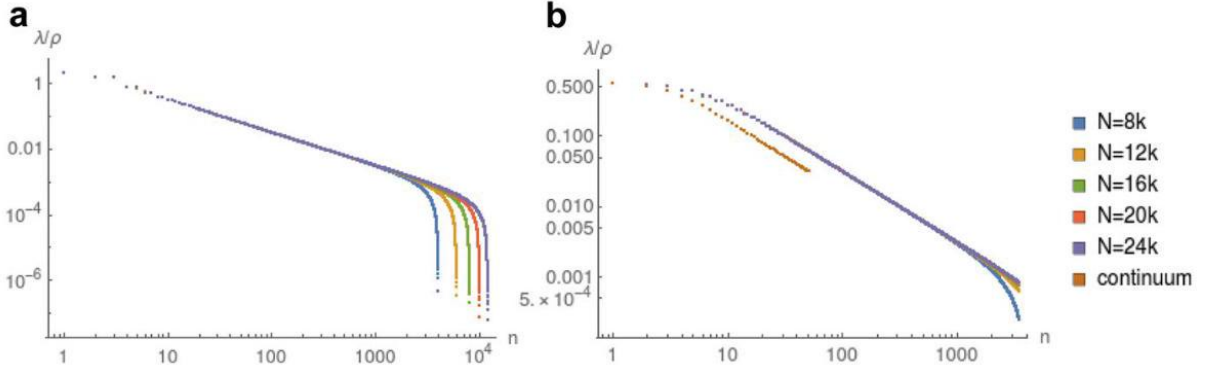 a
λ/ρ
1
0.01
10⁻⁴
10⁻⁶
1 10 100 1000 10⁴ n
b
λ/ρ
0.500
0.100
0.050
0.010
0.005
0.001
5. × 10⁻⁴
1 10 100 1000 n
N=8k
N=12k
N=16k
N=20k
N=24k
continuum